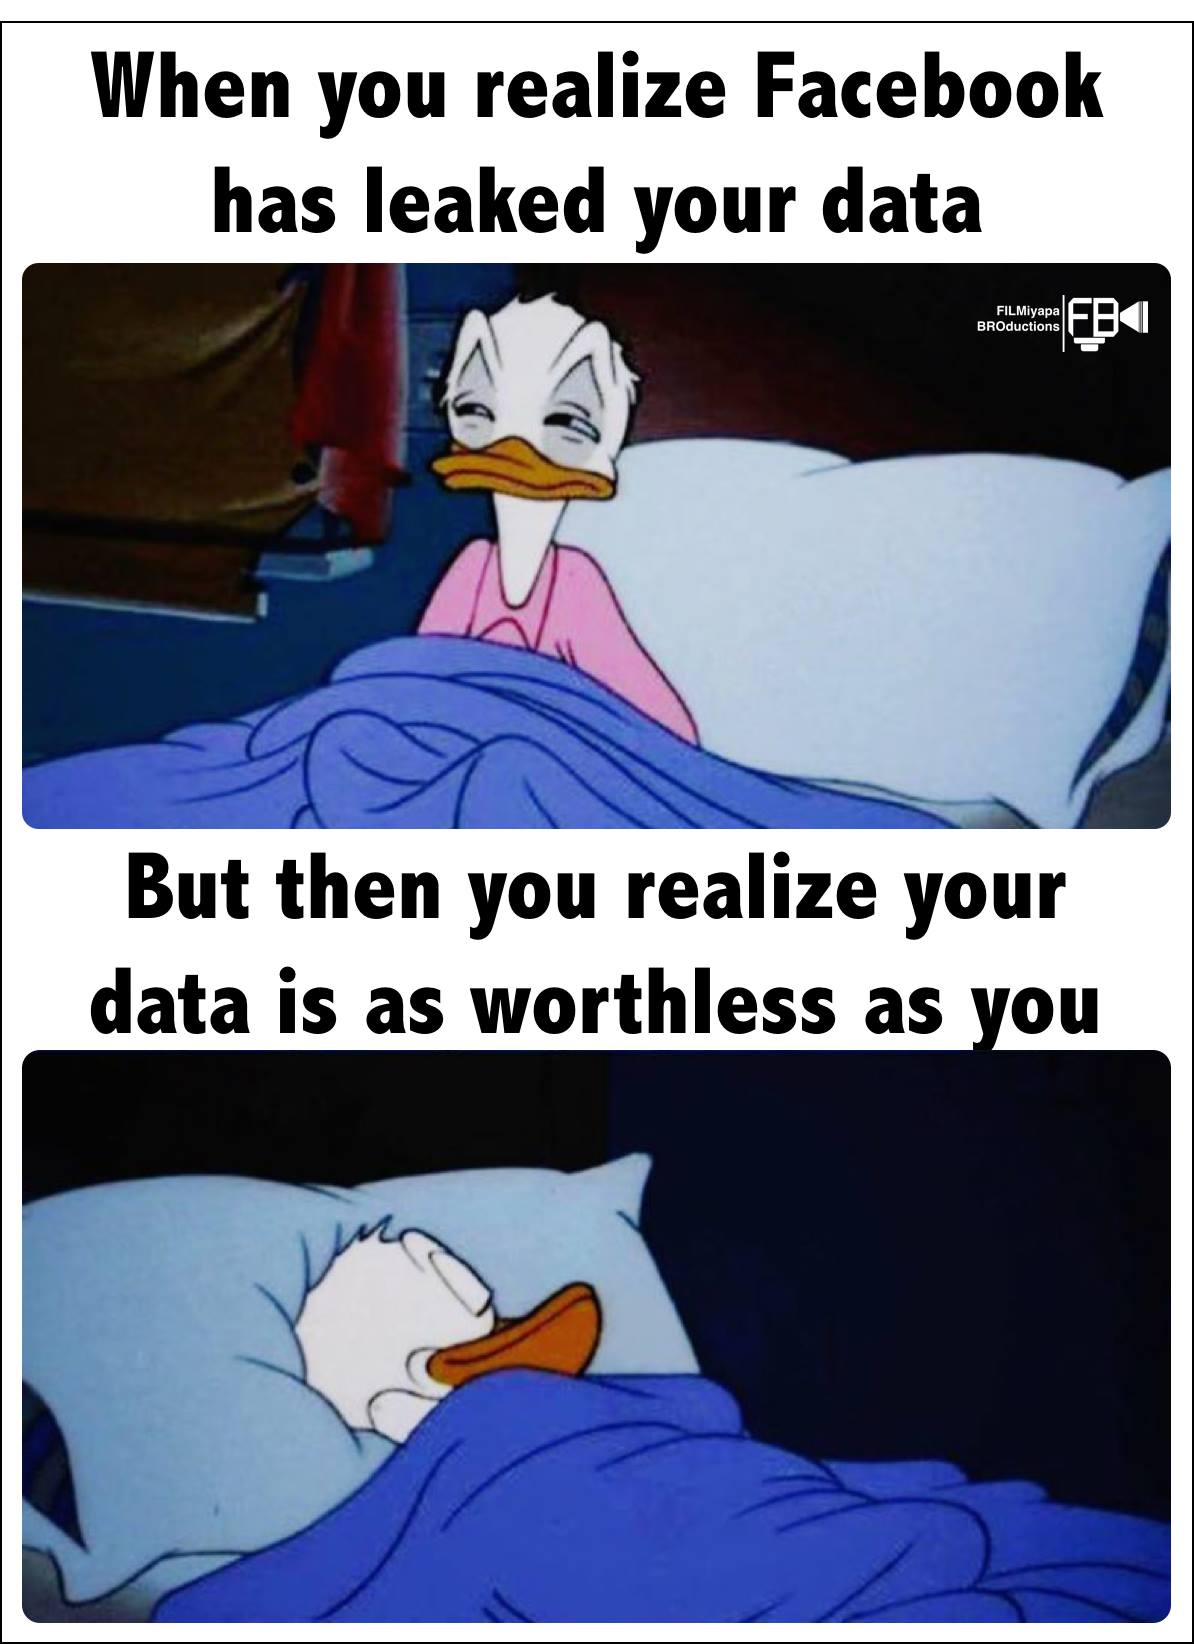 When you realize Facebook
has leaked your data
FILMiyapa
BROductions
FB
But then you realize your
data is as worthless as you